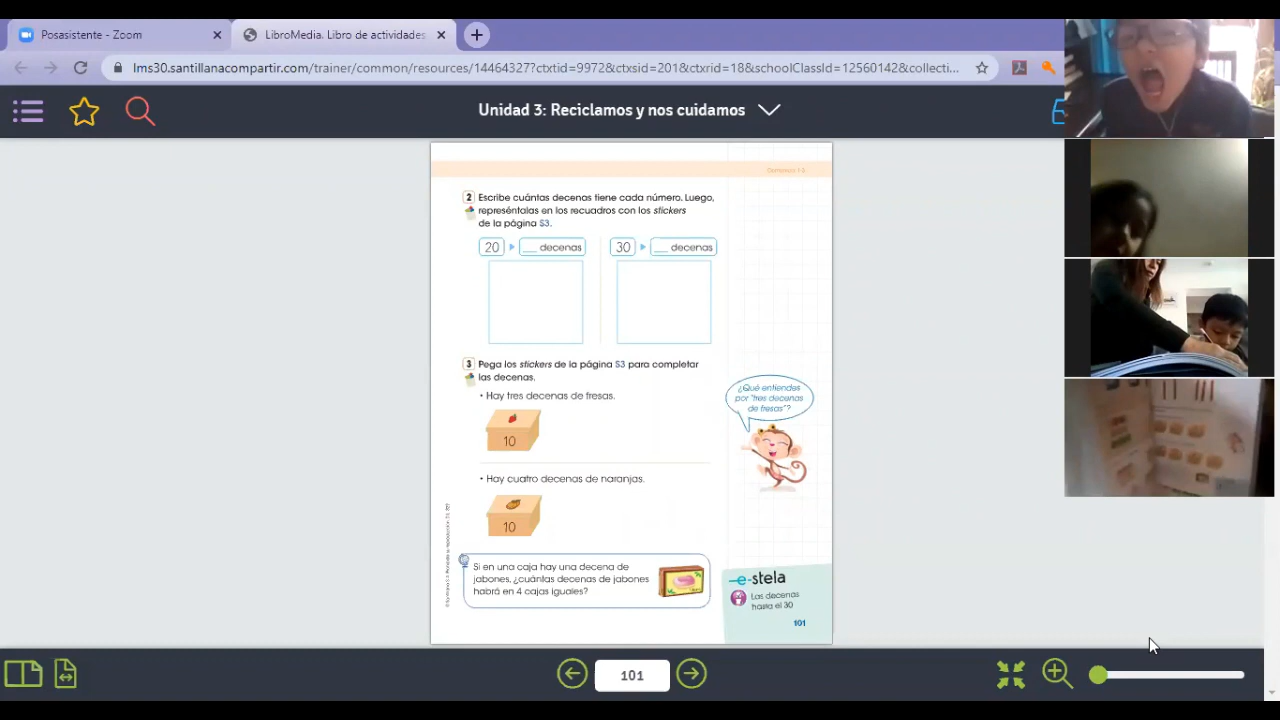 Posasistente - Zoom
LibroMedia. Libro de actividades
lms30.santillanacompartir.com/trainer/common/resources/14464327?ctxtid=9972&ctxsid=201&ctxrid=18&schoolClassId=12560142&collecti...
Unidad 3: Reciclamos y nos cuidamos
2 Escribe cuántas decenas tiene cada número. Luego,
represéntalas en los recuadros con los stickers
de la página S3.
20 ___ decenas 30 ___ decenas
3 Pega los stickers de la página S3 para completar
las decenas.
• Hay tres decenas de fresas.
10
¿Qué entiendes
por "tres decenas
de fresas"?
• Hay cuatro decenas de naranjas.
10
Si en una caja hay una decena de
jabones, ¿cuántas decenas de jabones
habrá en 4 cajas iguales?
e-stela
Las decenas
hasta el 30
101
101